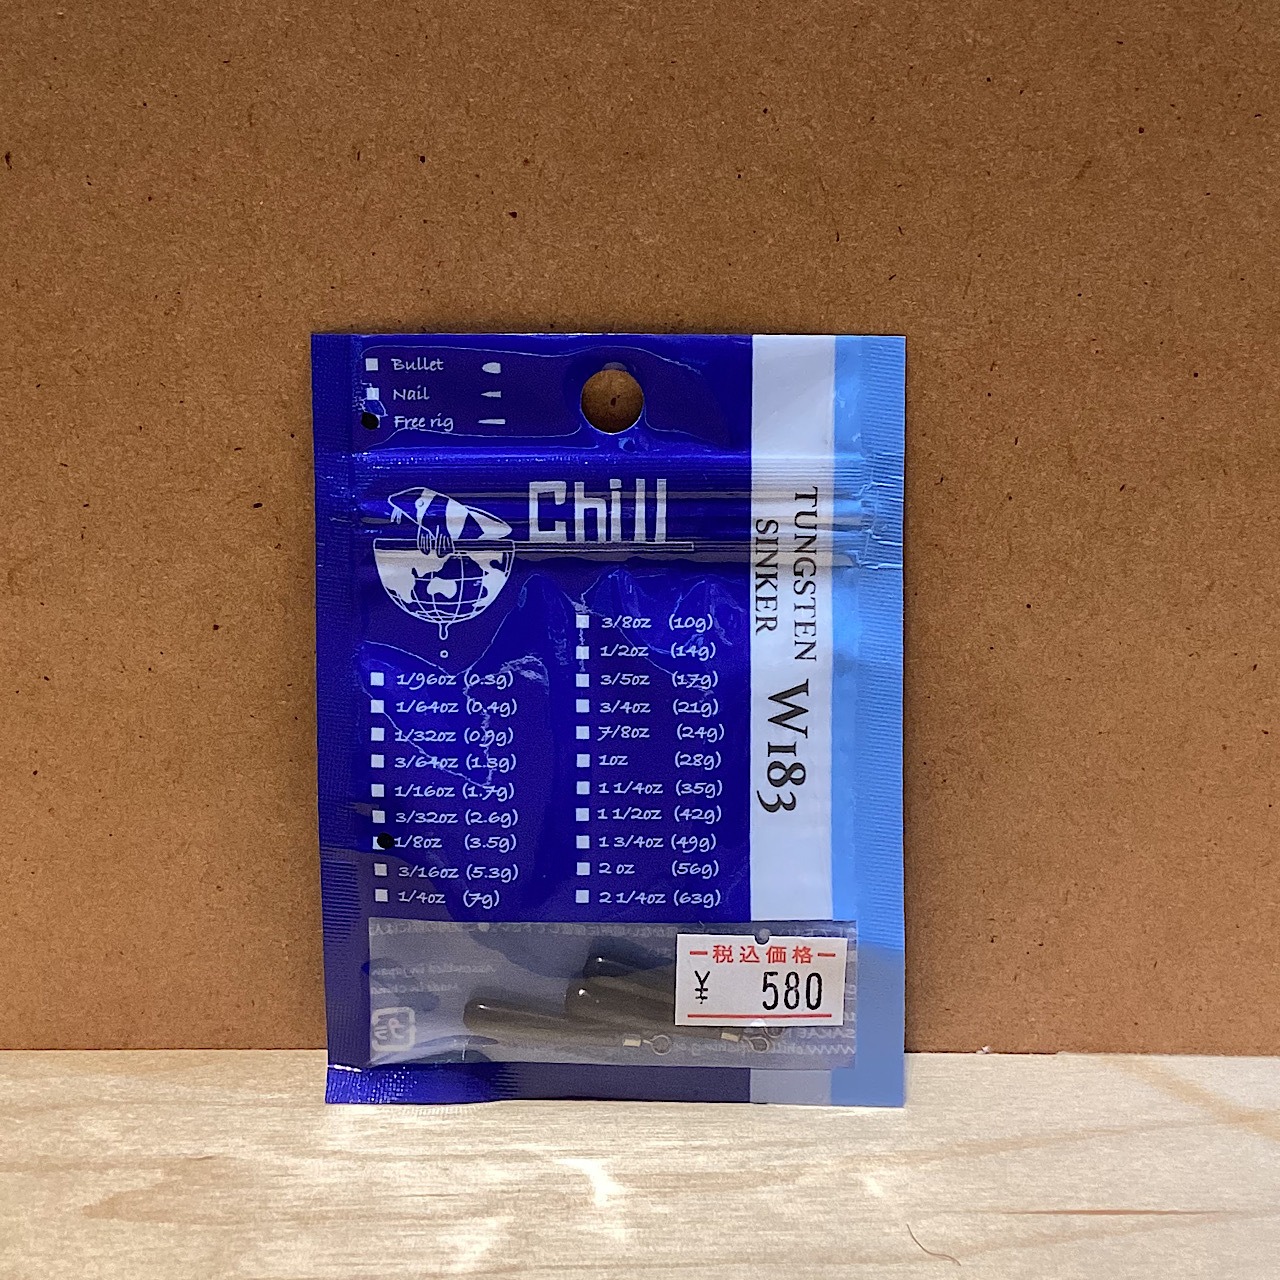 Bullet
Nail
Free rig
Chill
TUNGSTEN
SINKER
W183
1/96oz (0.3g)
1/64oz (0.4g)
1/32oz (0.9g)
3/64oz (1.3g)
1/16oz (1.7g)
3/32oz (2.6g)
1/8oz (3.5g)
3/16oz (5.3g)
1/4oz (7g)
3/8oz (10g)
1/2oz (14g)
3/5oz (17g)
3/4oz (21g)
7/8oz (24g)
1oz (28g)
1 1/4oz (35g)
1 1/2oz (42g)
1 3/4oz (49g)
2 oz (56g)
2 1/4oz (63g)
税込価格
¥ 580